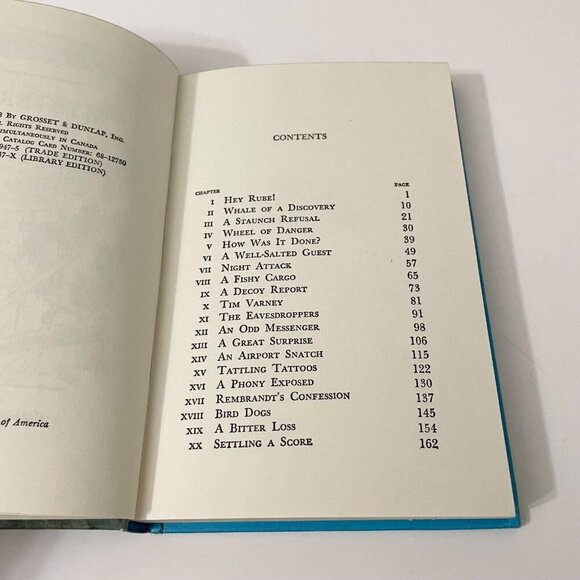 By Grosset & Dunlap, Inc.
Rights Reserved
in Canada
Catalog Card Number: 68-12750
947-5 (TRADE EDITION)
7-X (LIBRARY EDITION)
of America
CONTENTS
CHAPTER PAGE
I Hey Rube! 1
II Whale of a Discovery 10
III A Staunch Refusal 21
IV Wheel of Danger 30
V How Was It Done? 39
VI A Well-Salted Guest 49
VII Night Attack 57
VIII A Fishy Cargo 65
IX A Decoy Report 73
X Tim Varney 81
XI The Eavesdroppers 91
XII An Odd Messenger 98
XIII A Great Surprise 106
XIV An Airport Snatch 115
XV Tattling Tattoos 122
XVI A Phony Exposed 130
XVII Rembrandt's Confession 137
XVIII Bird Dogs 145
XIX A Bitter Loss 154
XX Settling a Score 162